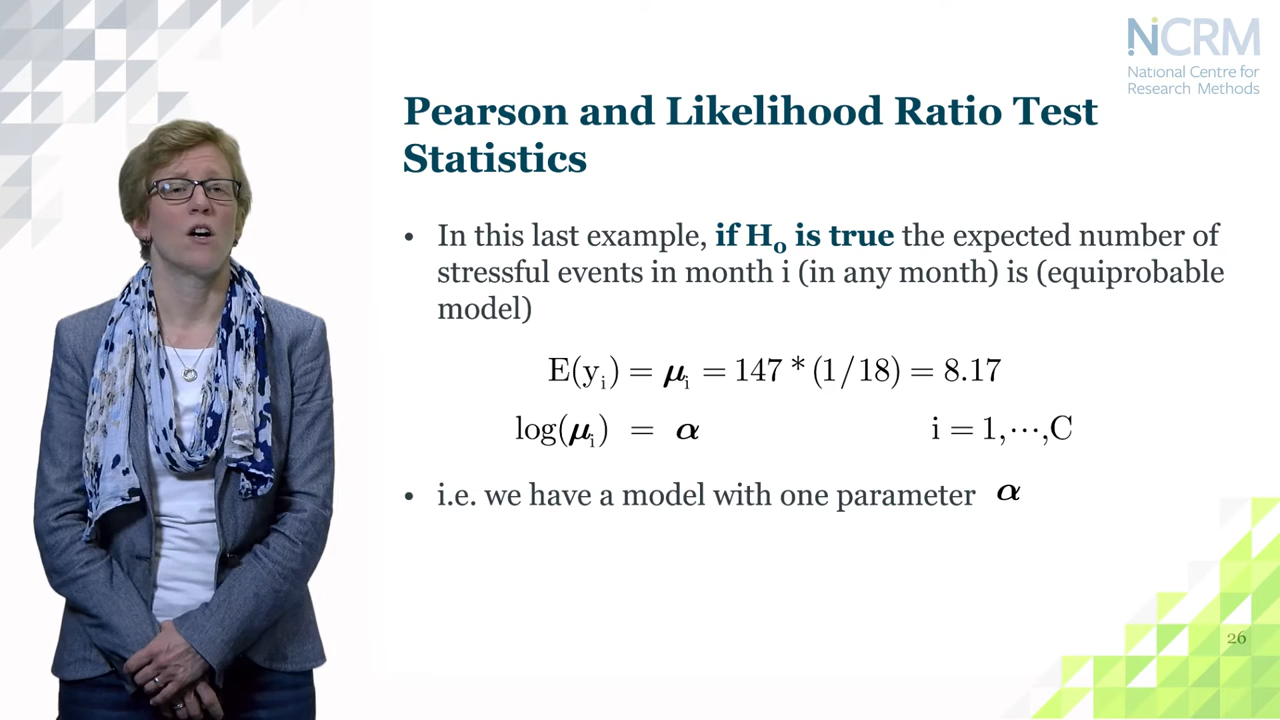 NCRM
National Centre for
Research Methods
Pearson and Likelihood Ratio Test
Statistics
• In this last example, if H₀ is true the expected number of
stressful events in month i (in any month) is (equiprobable
model)
E(yᵢ) = μᵢ = 147 * (1/18) = 8.17
log(μᵢ) = α i = 1,⋯,C
• i.e. we have a model with one parameter α
26